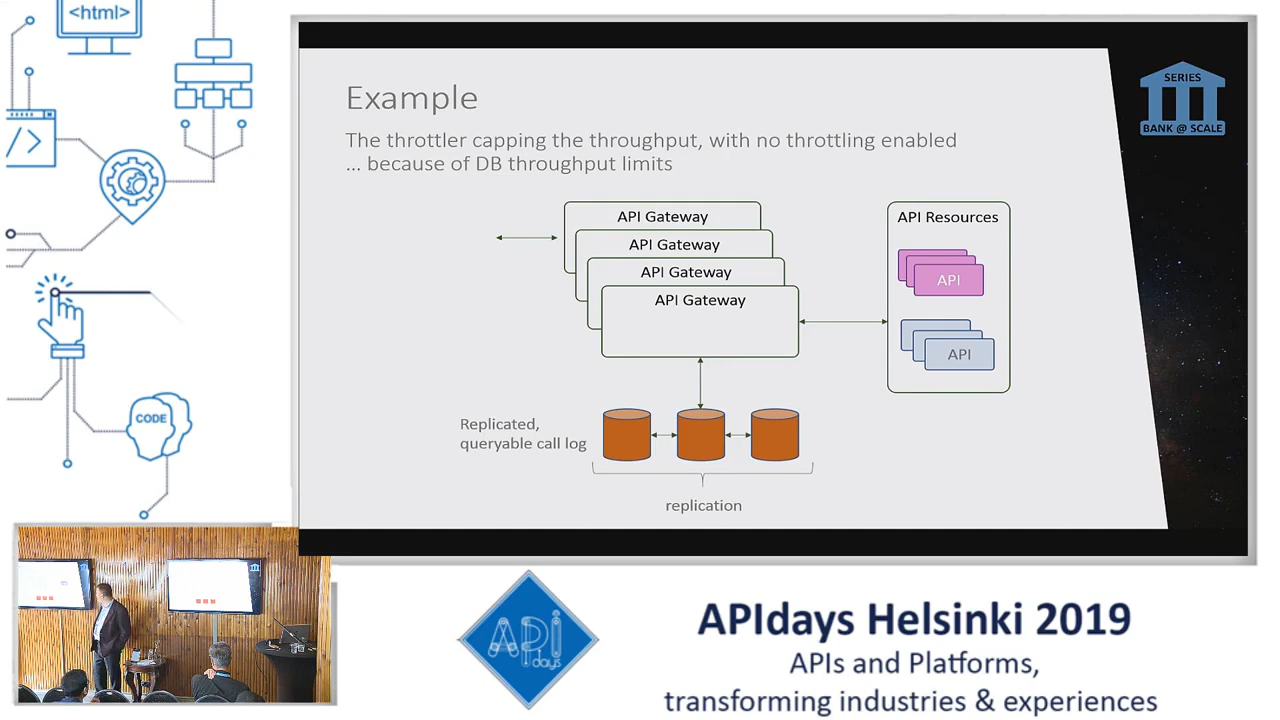 <html>
</>
CODE
SERIES
BANK @ SCALE
Example
The throttler capping the throughput, with no throttling enabled
... because of DB throughput limits
API Gateway
API Gateway
API Gateway
API Gateway
API Resources
API
API
Replicated,
queryable call log
replication
API
days
APIdays Helsinki 2019
APIs and Platforms,
transforming industries & experiences